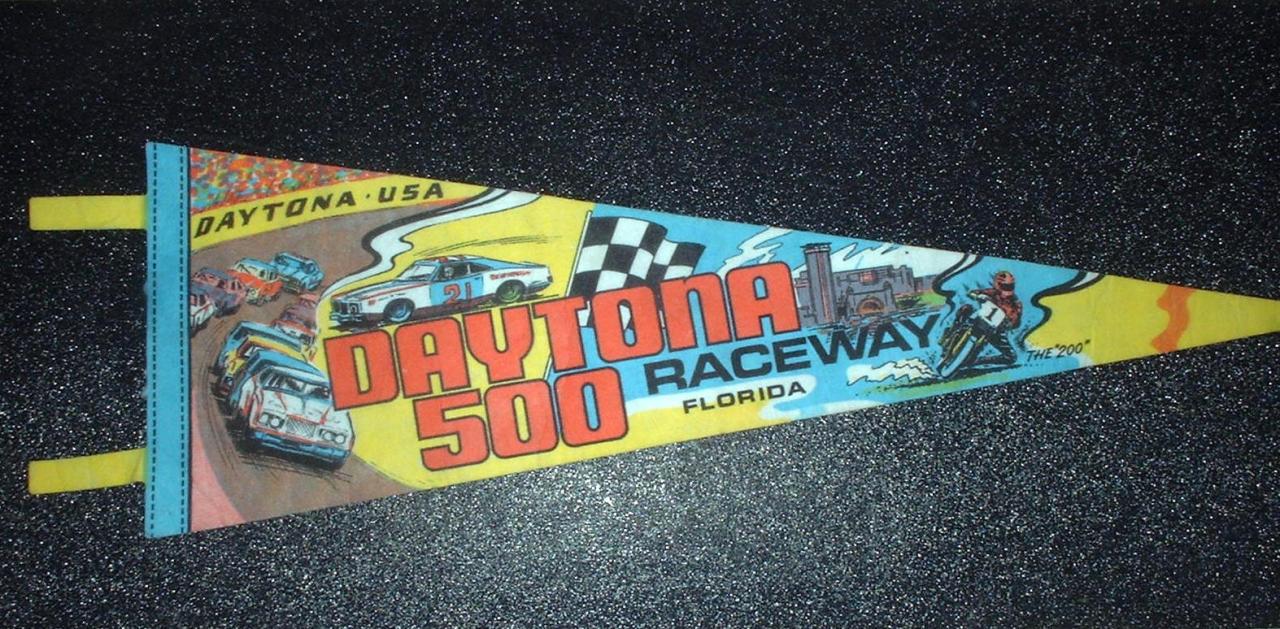 DAYTONA · USA
21
DAYTONA
500
RACEWAY
FLORIDA
1
THE "200"